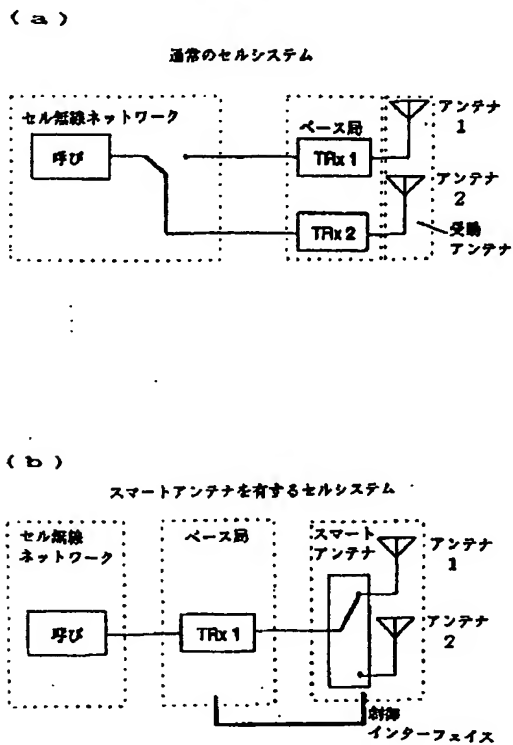 (a)
通常のセルシステム
セル無線ネットワーク
呼び
ベース局
TRx 1
TRx 2
アンテナ
1
アンテナ
2
受動
アンテナ
(b)
スマートアンテナを有するセルシステム
セル無線
ネットワーク
呼び
ベース局
TRx 1
スマート
アンテナ
アンテナ
1
アンテナ
2
制御
インターフェイス